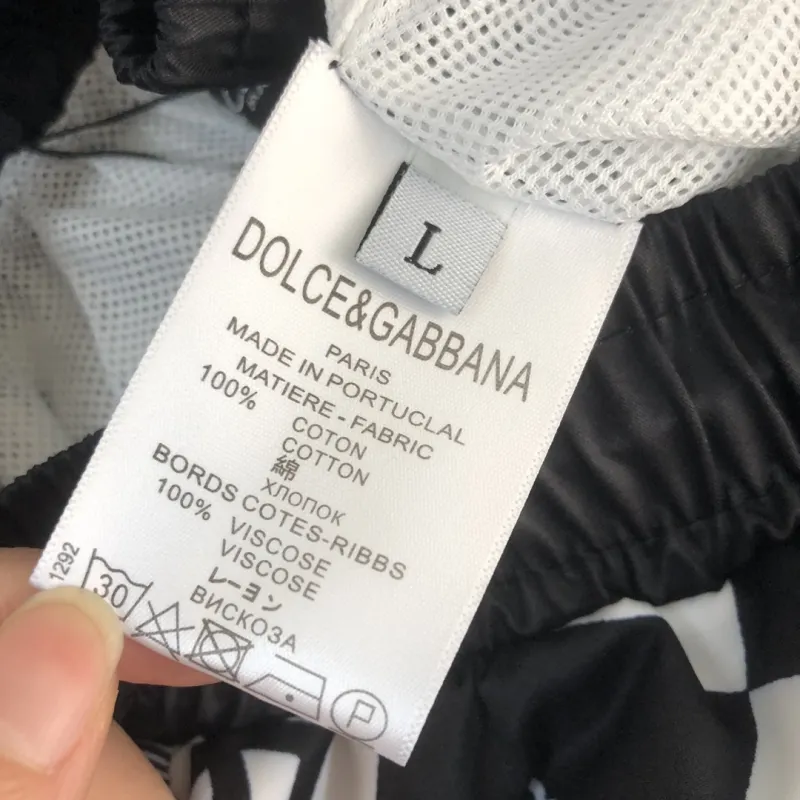 L
DOLCE&GABBANA
PARIS
MADE IN PORTUCLAL
MATIERE - FABRIC
100%
COTON
COTTON
綿
ХЛОПОК
BORDS COTES-RIBBS
100%
VISCOSE
VISCOSE
レーヨン
ВИСКОЗА
1292
30
P